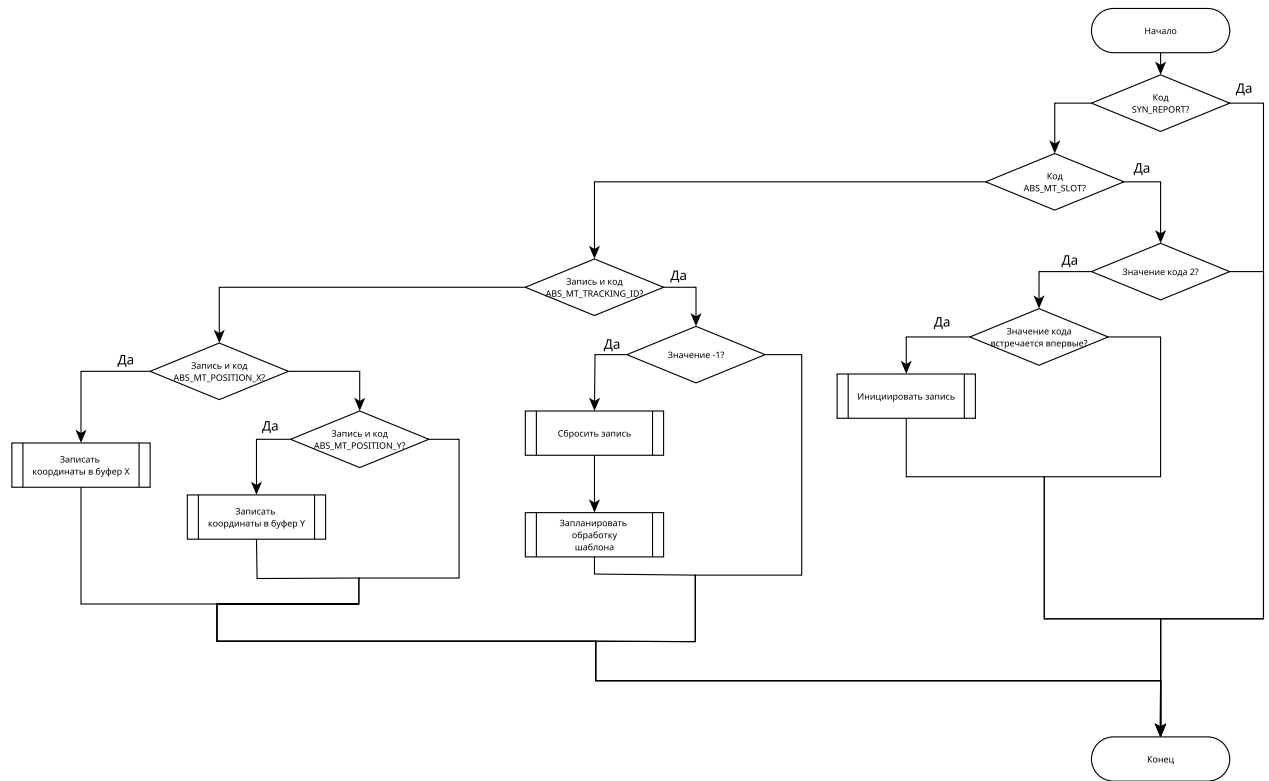 Начало
Да
Код
SYN_REPORT?
Да
Код
ABS_MT_SLOT?
Да
Значение кода 2?
Да
Запись и код
ABS_MT_TRACKING_ID?
Да
Значение кода
встречается впервые?
Да
Значение -1?
Да
Запись и код
ABS_MT_POSITION_X?
Инициировать запись
Да
Запись и код
ABS_MT_POSITION_Y?
Сбросить запись
Записать
координаты в буфер X
Записать
координаты в буфер Y
Запланировать
обработку
шаблона
Конец